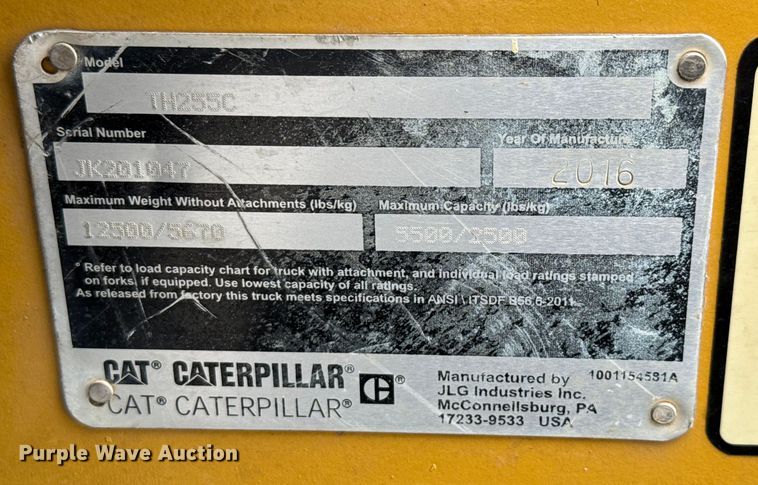 Model
TH255C
Serial Number
Year Of Manufacture
JK201047
2016
Maximum Weight Without Attachments (lbs/kg)
Maximum Capacity (lbs/kg)
12500/5670
5500/2500
* Refer to load capacity chart for truck with attachment, and individual load ratings stamped
on forks, if equipped. Use lowest capacity of all ratings.
As released from factory this truck meets specifications in ANSI \ ITSDF B56.6-2011.
CAT® CATERPILLAR® C®
CAT® CATERPILLAR®
Manufactured by 1001154581A
JLG Industries Inc.
McConnellsburg, PA
17233-9533 USA
Purple Wave Auction